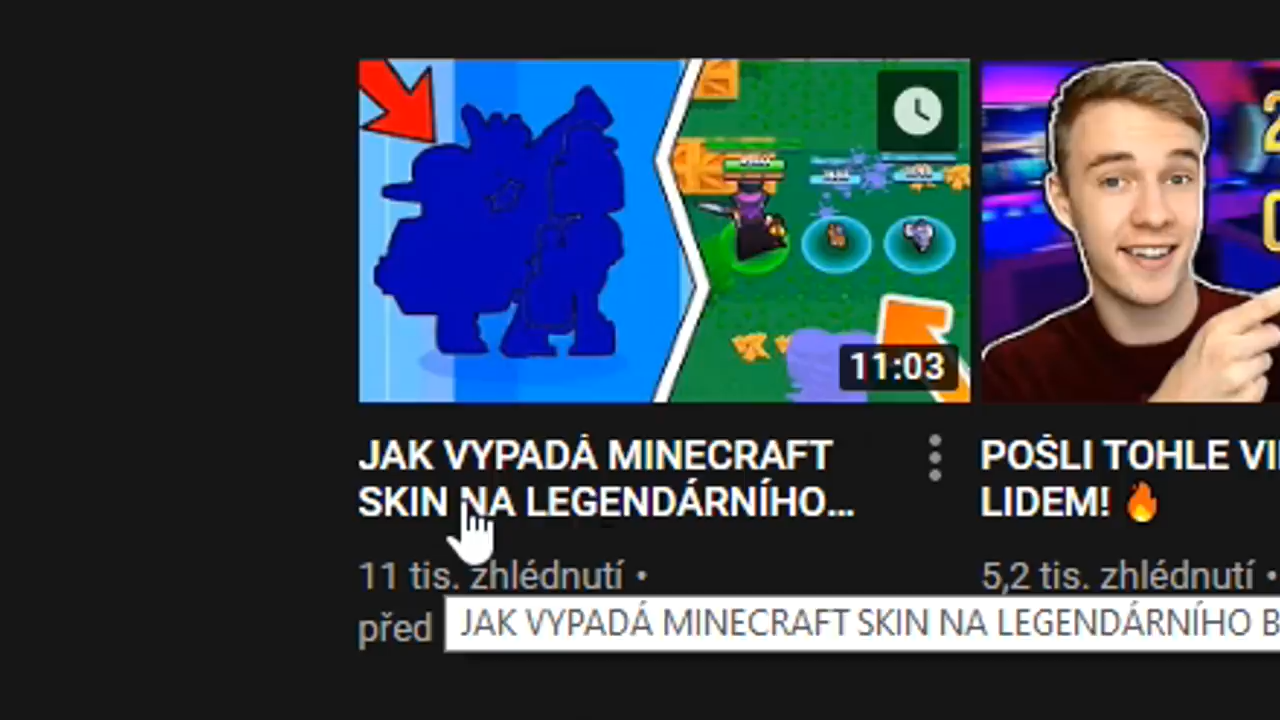 11:03
JAK VYPADÁ MINECRAFT
SKIN NA LEGENDÁRNÍHO...
11 tis. zhlédnutí •
před
JAK VYPADÁ MINECRAFT SKIN NA LEGENDÁRNÍHO B
POŠLI TOHLE VI
LIDEM! 🔥
5,2 tis. zhlédnutí •